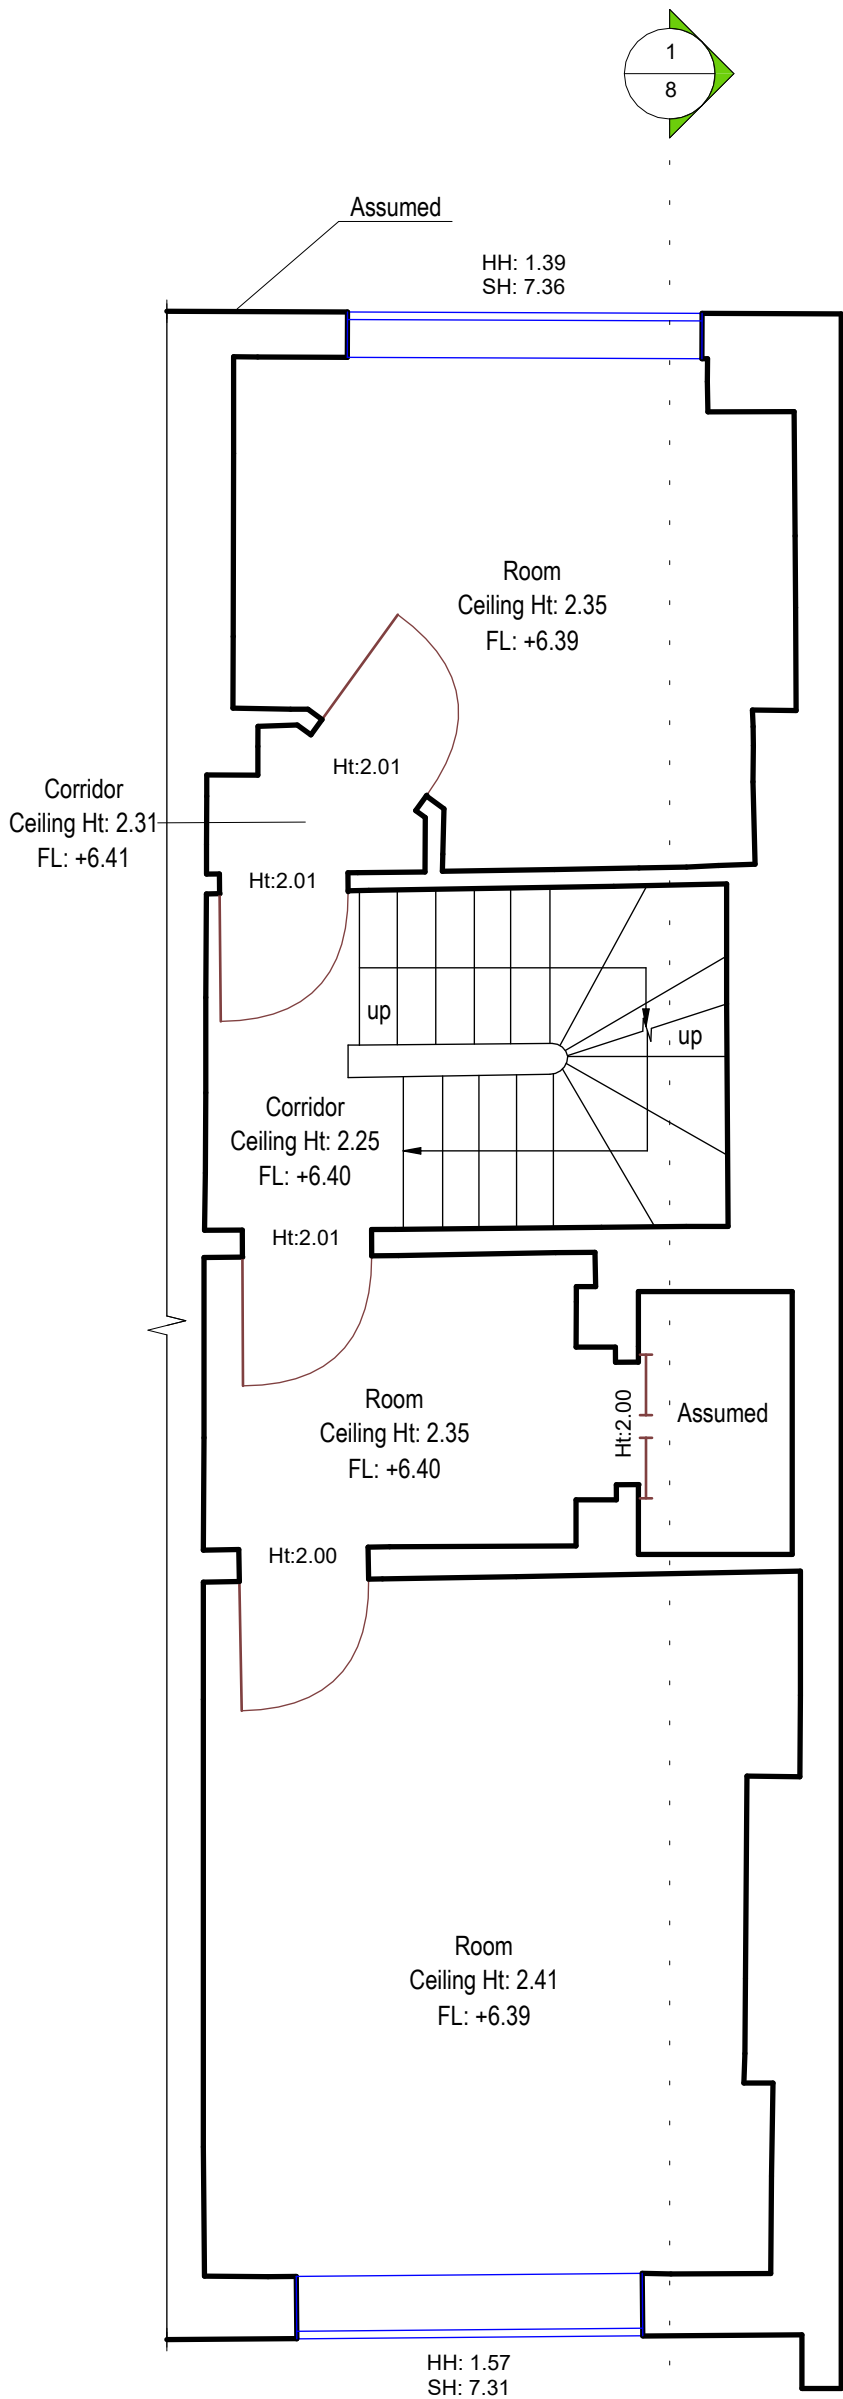 1
8
Assumed
HH: 1.39
SH: 7.36
Room
Ceiling Ht: 2.35
FL: +6.39
Ht:2.01
Corridor
Ceiling Ht: 2.31
FL: +6.41
Ht:2.01
up
up
Corridor
Ceiling Ht: 2.25
FL: +6.40
Ht:2.01
Room
Ceiling Ht: 2.35
FL: +6.40
Ht:2.00
Assumed
Ht:2.00
Room
Ceiling Ht: 2.41
FL: +6.39
HH: 1.57
SH: 7.31